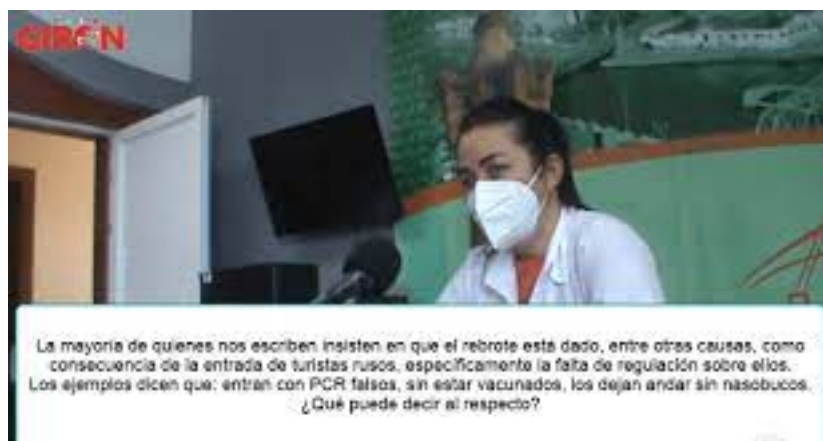 GIRÓN
La mayoría de quienes nos escriben insisten en que el rebrote está dado, entre otras causas, como
consecuencia de la entrada de turistas rusos, específicamente la falta de regulación sobre ellos.
Los ejemplos dicen que: entran con PCR falsos, sin estar vacunados, los dejan andar sin nasobucos.
¿Qué puede decir al respecto?